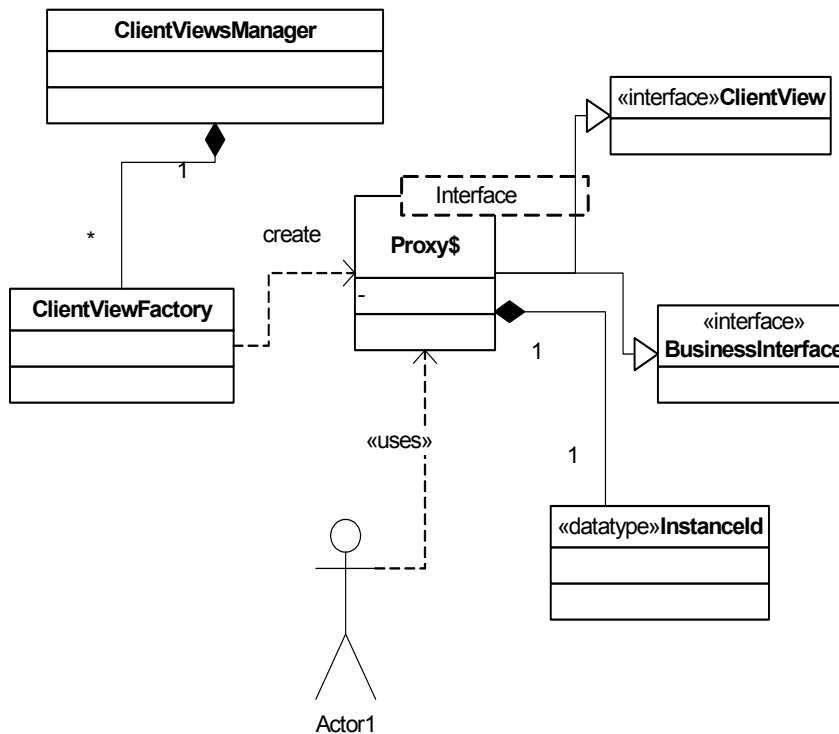 ClientViewsManager
«interface»ClientView
1
Interface
*
create
Proxy$
-
ClientViewFactory
«interface»
BusinessInterface
1
«uses»
1
«datatype»InstanceId
Actor1